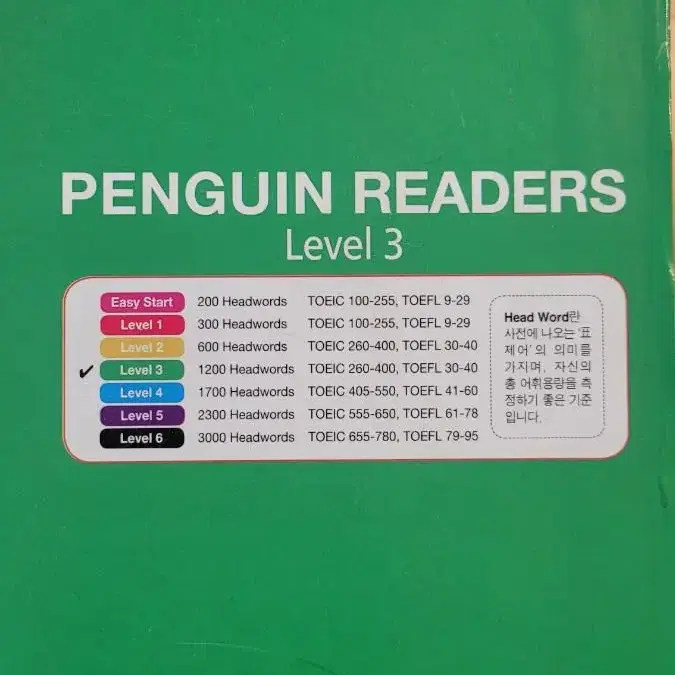 PENGUIN READERS
Level 3
Easy Start 200 Headwords TOEIC 100-255, TOEFL 9-29
Level 1 300 Headwords TOEIC 100-255, TOEFL 9-29
Level 2 600 Headwords TOEIC 260-400, TOEFL 30-40
✔ Level 3 1200 Headwords TOEIC 260-400, TOEFL 30-40
Level 4 1700 Headwords TOEIC 405-550, TOEFL 41-60
Level 5 2300 Headwords TOEIC 555-650, TOEFL 61-78
Level 6 3000 Headwords TOEIC 655-780, TOEFL 79-95
Head Word란
사전에 나오는 '표
제어' 의 의미를
가지며, 자신의
총 어휘용량을 측
정하기 좋은 기준
입니다.